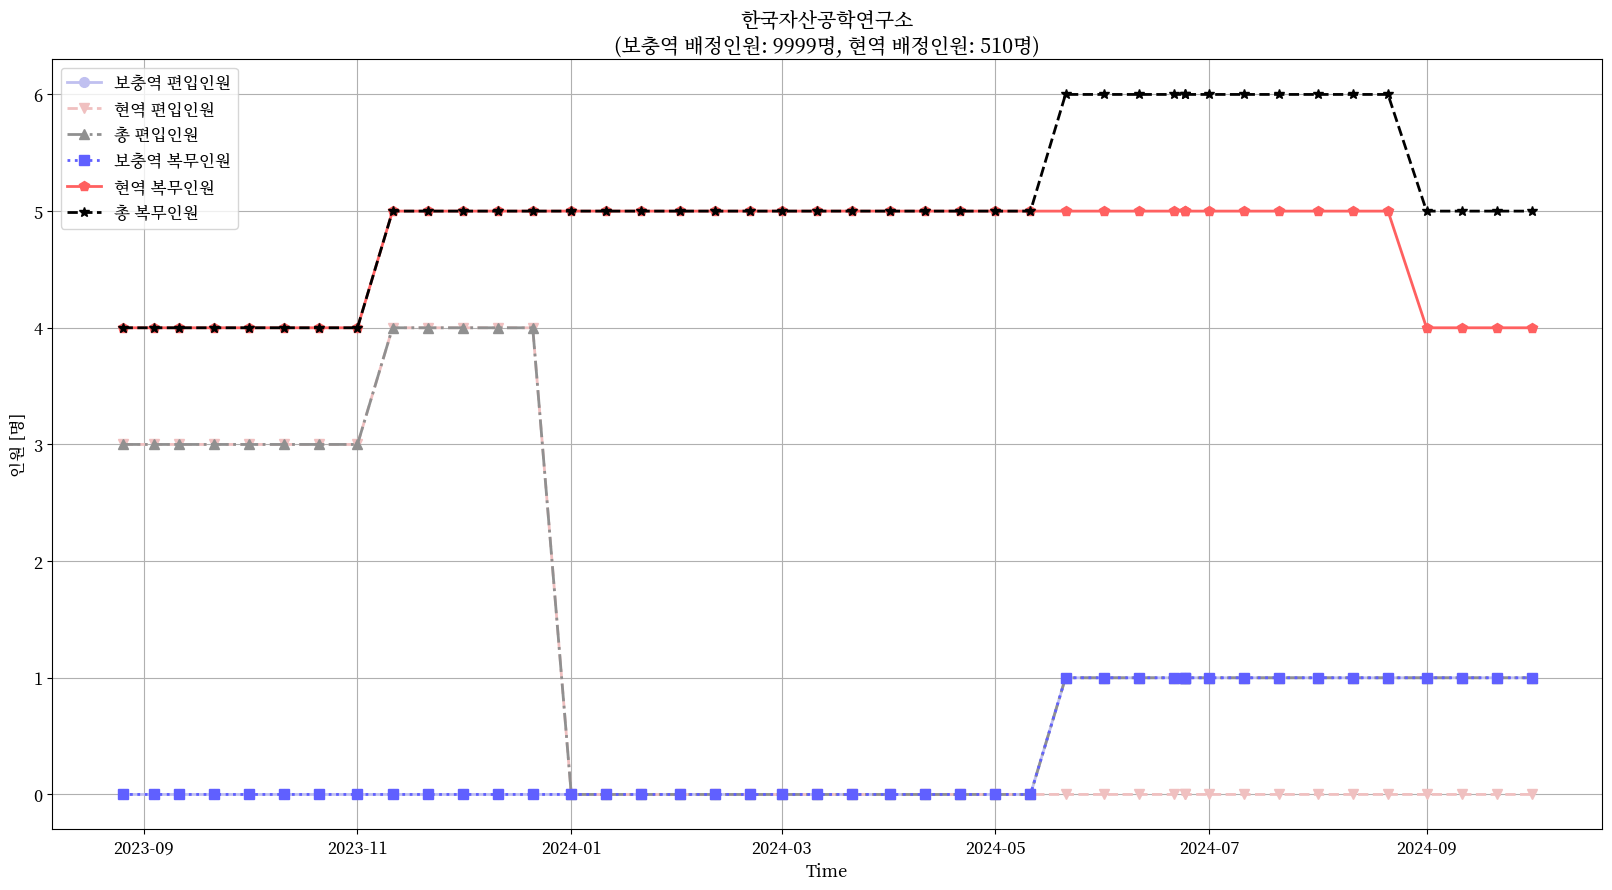 한국자산공학연구소
(보충역 배정인원: 9999명, 현역 배정인원: 510명)
보충역 편입인원
현역 편입인원
총 편입인원
보충역 복무인원
현역 복무인원
총 복무인원
인원 [명]
6
5
4
3
2
1
0
2023-09
2023-11
2024-01
2024-03
2024-05
2024-07
2024-09
Time